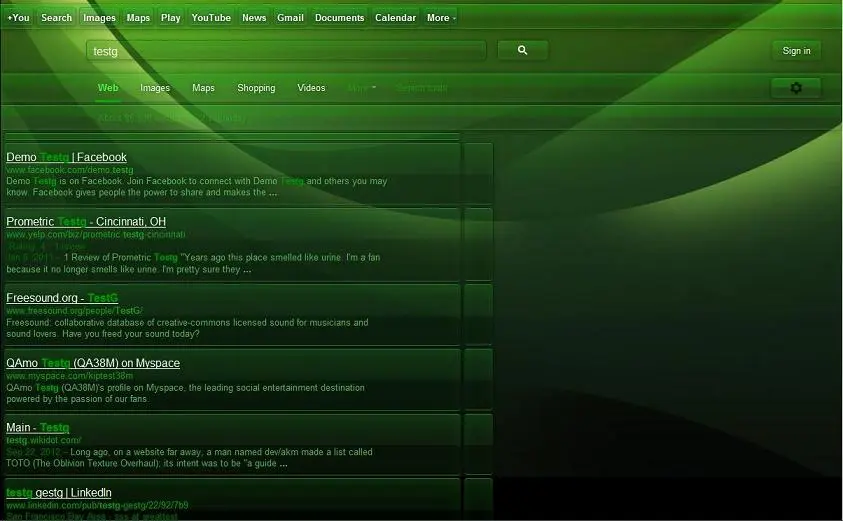 +You Search Images Maps Play YouTube News Gmail Documents Calendar More
testg
Sign in
Web Images Maps Shopping Videos More Search tools
Demo Testg | Facebook
www.facebook.com/demo.testg
Demo Testg is on Facebook. Join Facebook to connect with Demo Testg and others you may
know. Facebook gives people the power to share and makes the ...
Prometric Testg - Cincinnati, OH
www.yelp.com/biz/prometric-testg-cincinnati
Rating: 4 - 1 review
Jan 8, 2011 – 1 Review of Prometric Testg "Years ago this place smelled like urine. I'm a fan
because it no longer smells like urine. I'm pretty sure they ...
Freesound.org - TestG
www.freesound.org/people/TestG/
Freesound: collaborative database of creative-commons licensed sound for musicians and
sound lovers. Have you freed your sound today?
QAmo Testg (QA38M) on Myspace
www.myspace.com/kiptest38m
QAmo Testg (QA38M)'s profile on Myspace, the leading social entertainment destination
powered by the passion of our fans.
Main - Testg
testg.wikidot.com/
Sep 22, 2012 – Long ago, on a website far away, a man named dev/akm made a list called
TOTO (The Oblivion Texture Overhaul); its intent was to be "a guide ...
testg gestg | LinkedIn
www.linkedin.com/pub/testg-gestg/22/92/7b9
San Francisco Bay Area - sss at greattest